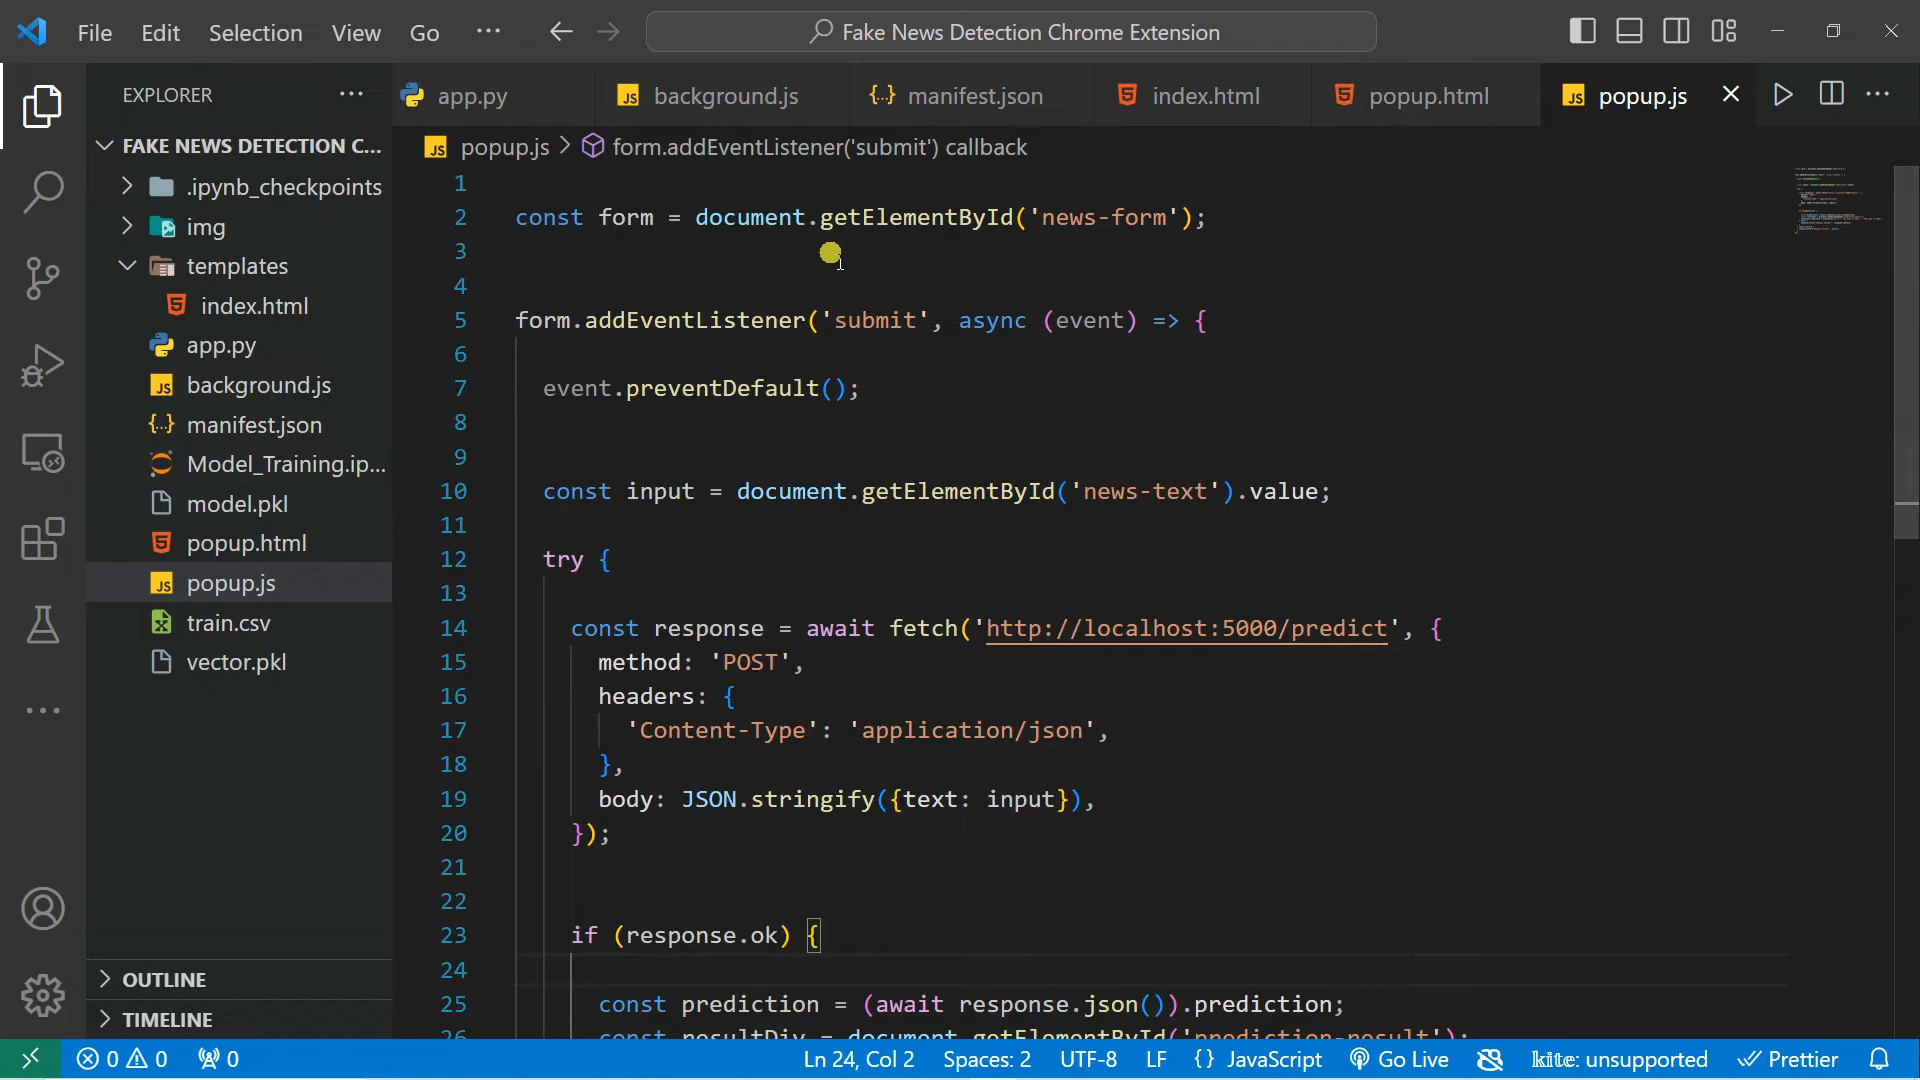 File Edit Selection View Go ··· Fake News Detection Chrome Extension
EXPLORER ···
app.py background.js manifest.json index.html popup.html popup.js
popup.js > form.addEventListener('submit') callback
FAKE NEWS DETECTION C...
.ipynb_checkpoints
img
templates
index.html
app.py
background.js
manifest.json
Model_Training.ip...
model.pkl
popup.html
popup.js
train.csv
vector.pkl
OUTLINE
TIMELINE
1
2 const form = document.getElementById('news-form');
3
4
5 form.addEventListener('submit', async (event) => {
6
7 event.preventDefault();
8
9
10 const input = document.getElementById('news-text').value;
11
12 try {
13
14 const response = await fetch('http://localhost:5000/predict', {
15 method: 'POST',
16 headers: {
17 'Content-Type': 'application/json',
18 },
19 body: JSON.stringify({text: input}),
20 });
21
22
23 if (response.ok) {
24
25 const prediction = (await response.json()).prediction;
26 const resultDiv = document.getElementById('prediction-result');
0 0 0 Ln 24, Col 2 Spaces: 2 UTF-8 LF {} JavaScript Go Live kite: unsupported Prettier